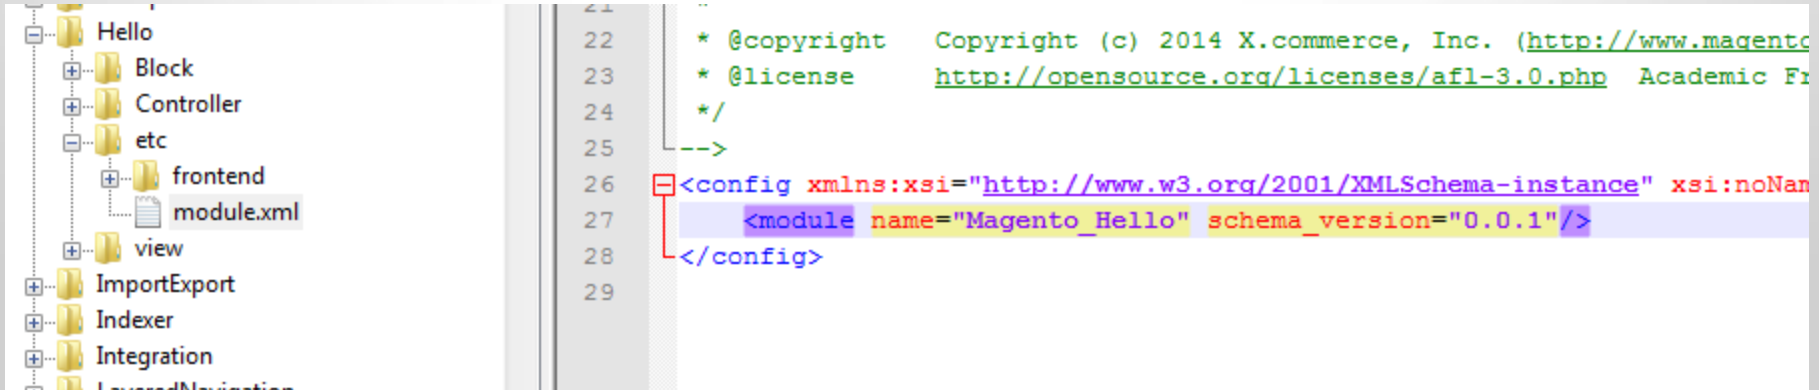 Hello
Block
Controller
etc
frontend
module.xml
view
ImportExport
Indexer
Integration
LayeredNavigation
21 *
22 * @copyright Copyright (c) 2014 X.commerce, Inc. (http://www.magento
23 * @license http://opensource.org/licenses/afl-3.0.php Academic Fr
24 */
25 -->
26 <config xmlns:xsi="http://www.w3.org/2001/XMLSchema-instance" xsi:noNam
27 <module name="Magento_Hello" schema_version="0.0.1"/>
28 </config>
29